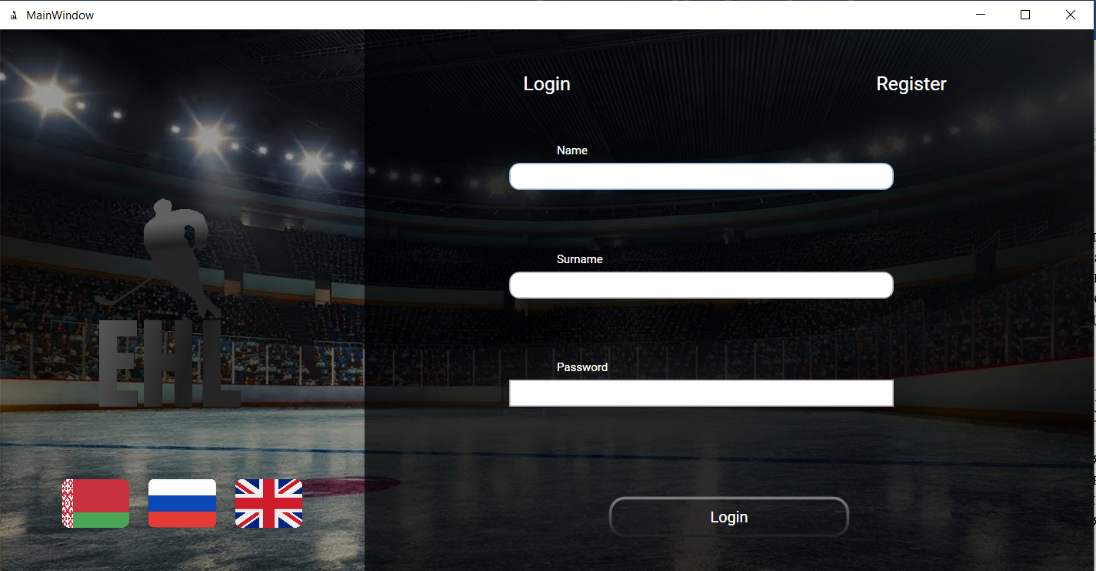 MainWindow
Login
Register
Name
Surname
Password
EHL
Login